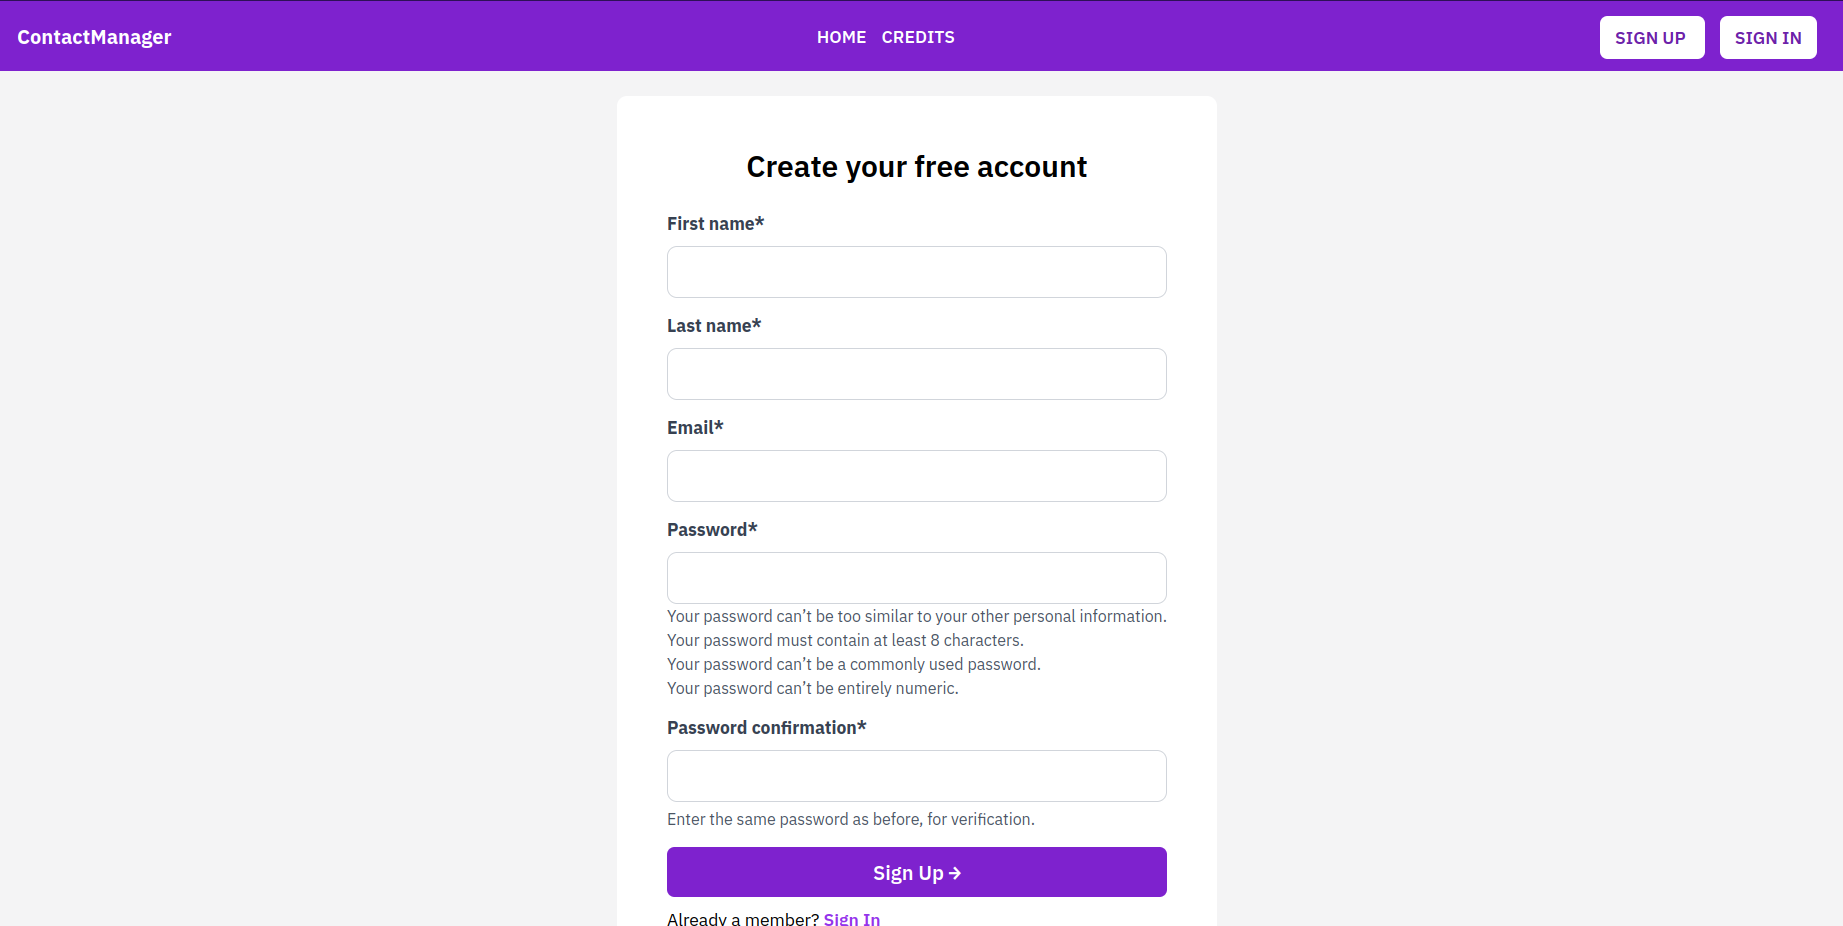 ContactManager
HOME CREDITS
SIGN UP SIGN IN
Create your free account
First name*
Last name*
Email*
Password*
Your password can’t be too similar to your other personal information.
Your password must contain at least 8 characters.
Your password can’t be a commonly used password.
Your password can’t be entirely numeric.
Password confirmation*
Enter the same password as before, for verification.
Sign Up →
Already a member? Sign In